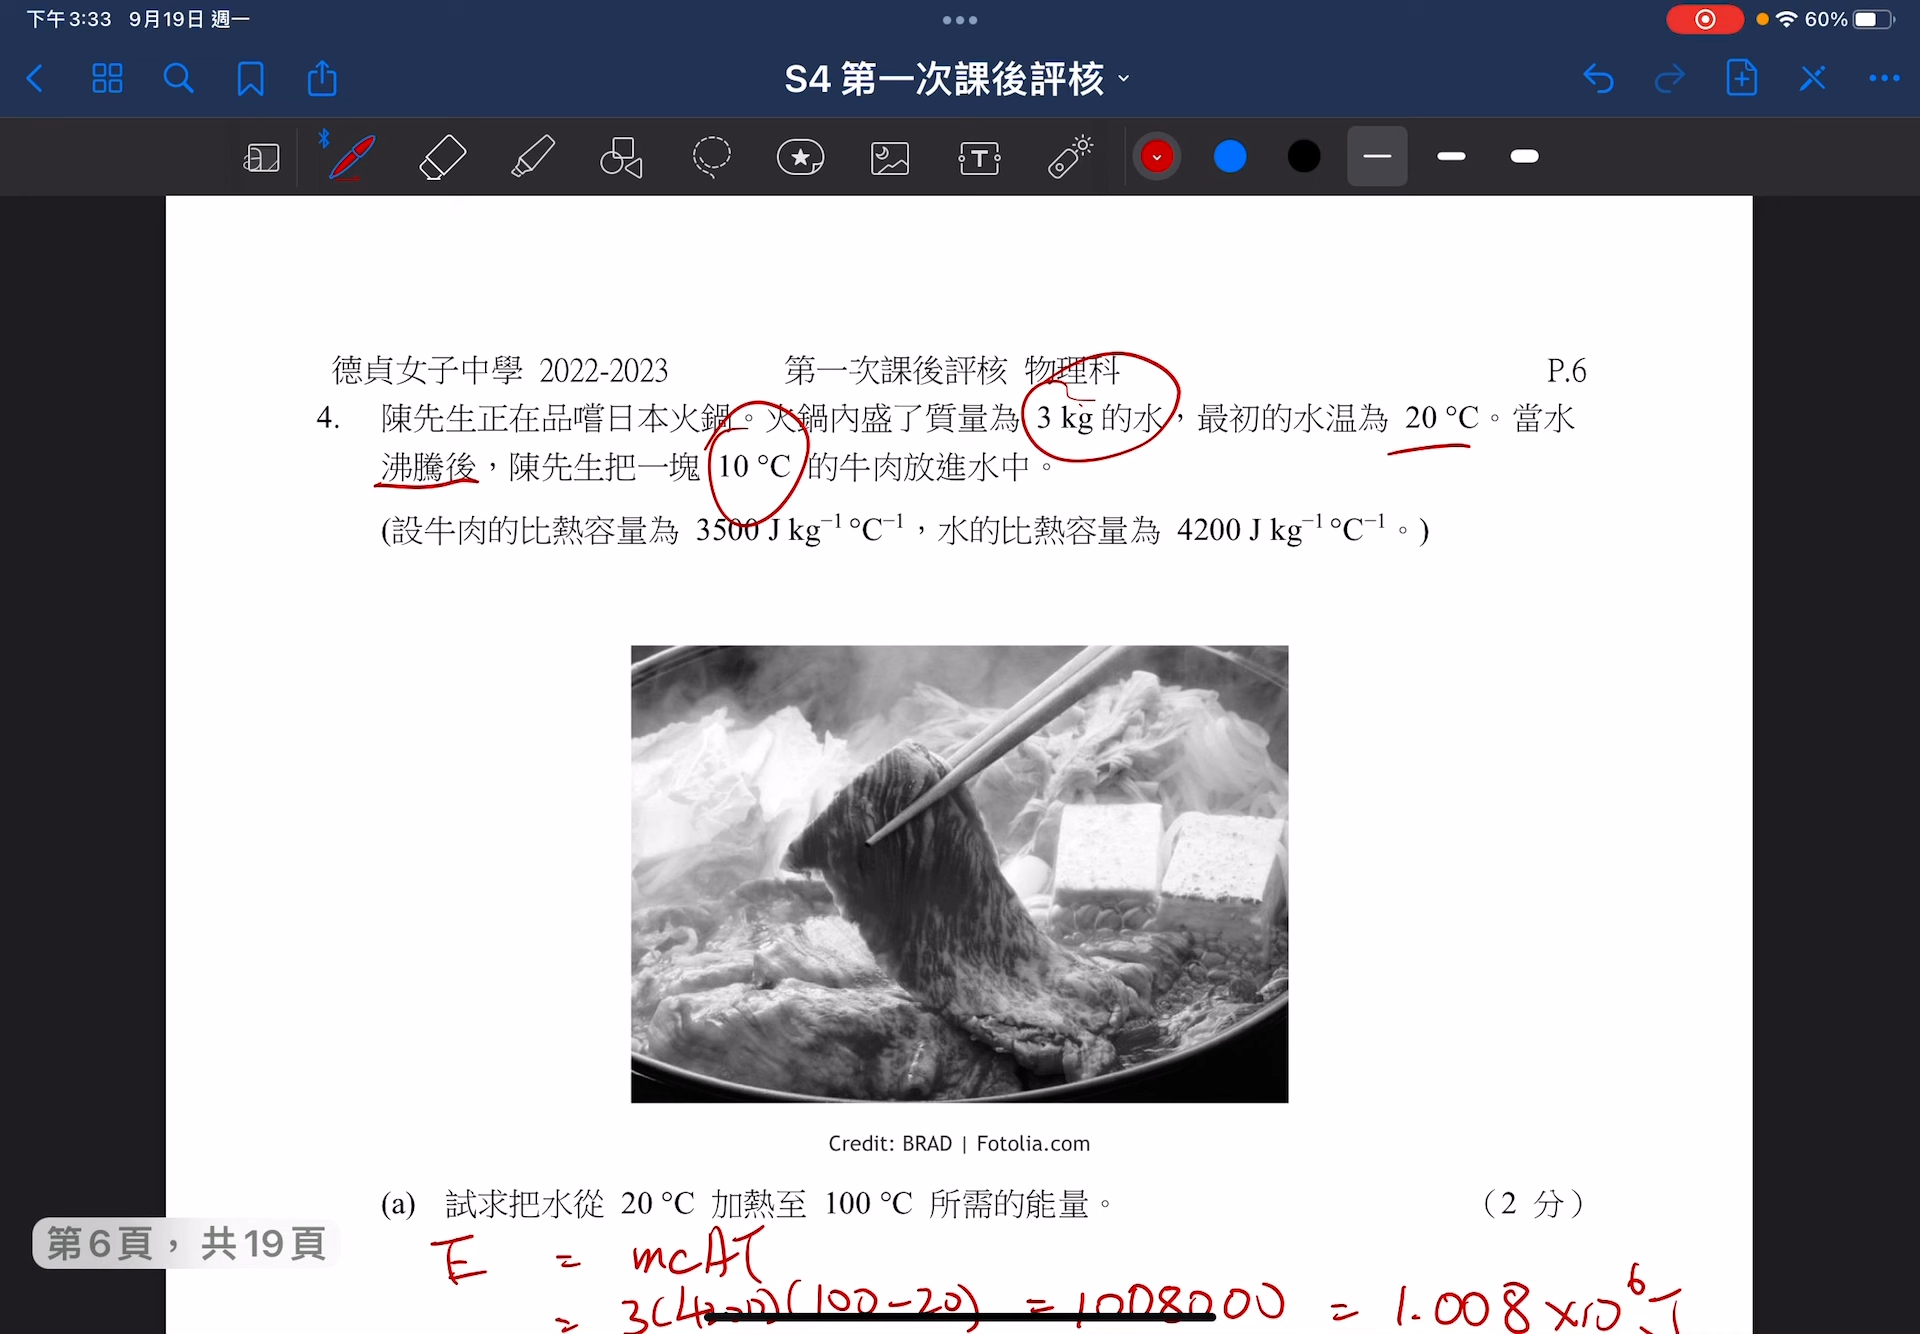 下午3:33 9月19日 週一
60%
S4 第一次課後評核
T
德貞女子中學 2022-2023 第一次課後評核 物理科 P.6
4. 陳先生正在品嚐日本火鍋。火鍋內盛了質量為 3 kg 的水，最初的水温為 20 °C。當水
沸騰後，陳先生把一塊 10 °C 的牛肉放進水中。
(設牛肉的比熱容量為 3500 J kg⁻¹ °C⁻¹，水的比熱容量為 4200 J kg⁻¹ °C⁻¹。)
Credit: BRAD | Fotolia.com
(a) 試求把水從 20 °C 加熱至 100 °C 所需的能量。 （2 分）
第6頁，共19頁
E = mcΔT
= 3(4200)(100-20) = 1008000 = 1.008 x10⁶ J